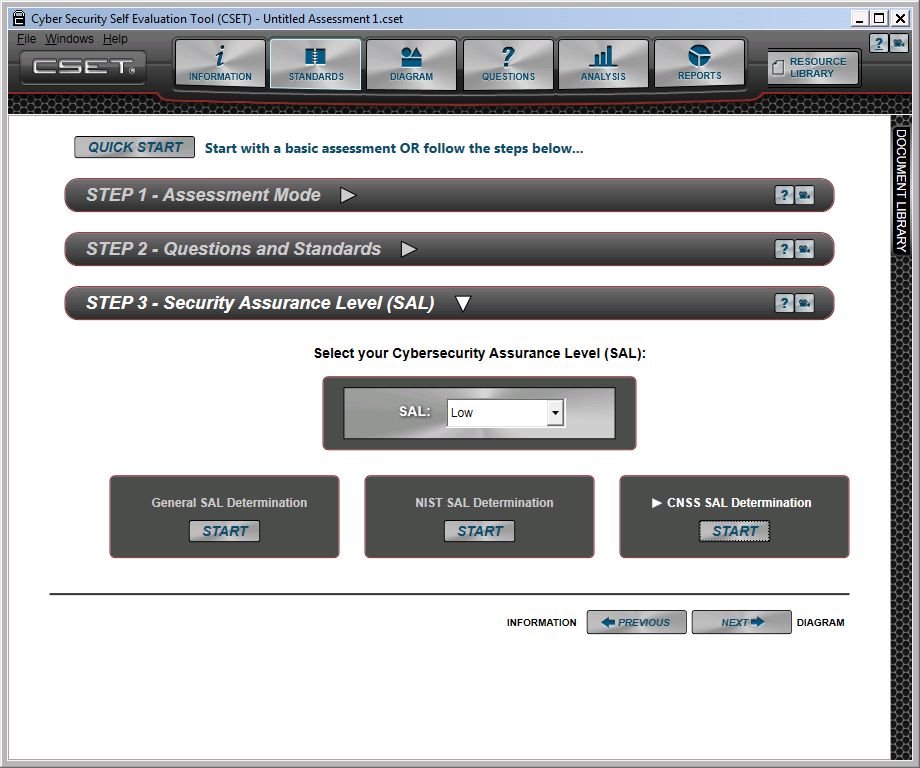 Cyber Security Self Evaluation Tool (CSET) - Untitled Assessment 1.cset
File Windows Help
CSET
INFORMATION
STANDARDS
DIAGRAM
?
QUESTIONS
ANALYSIS
REPORTS
RESOURCE
LIBRARY
?
DOCUMENT LIBRARY
QUICK START Start with a basic assessment OR follow the steps below...
STEP 1 - Assessment Mode ?
STEP 2 - Questions and Standards ?
STEP 3 - Security Assurance Level (SAL) ?
Select your Cybersecurity Assurance Level (SAL):
SAL: Low
General SAL Determination
START
NIST SAL Determination
START
CNSS SAL Determination
START
INFORMATION PREVIOUS NEXT DIAGRAM